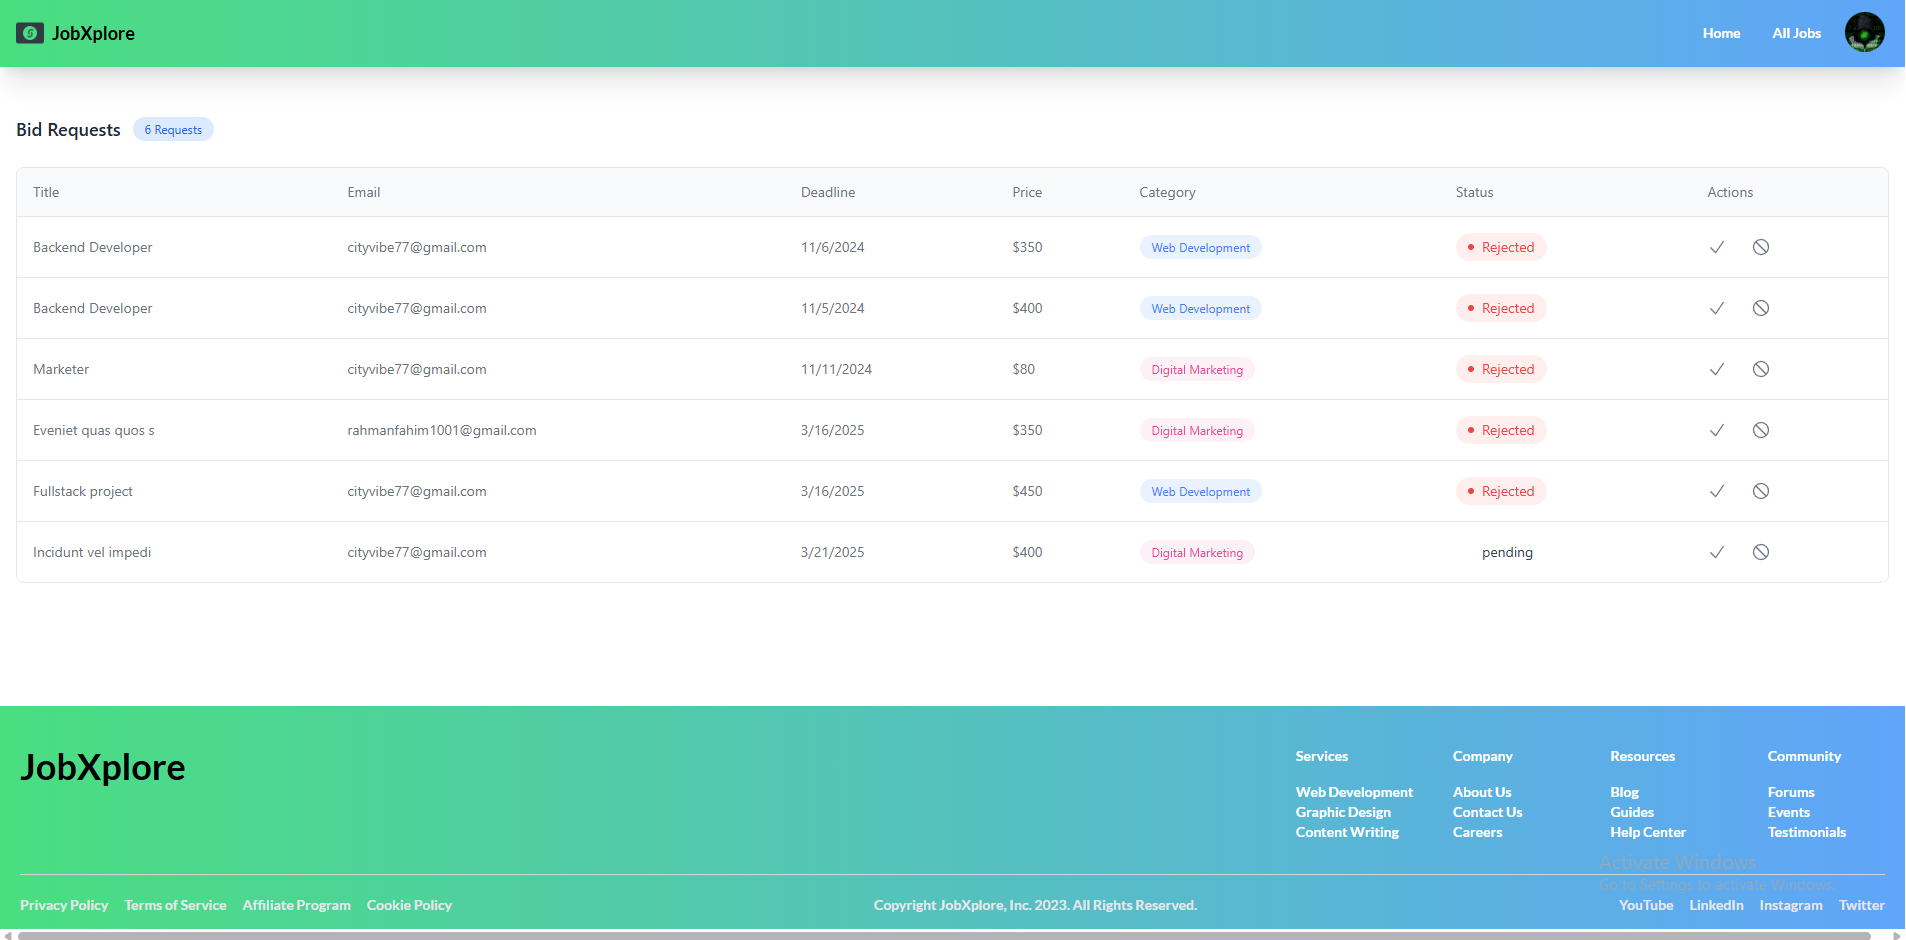 JobXplore
Home All Jobs
Bid Requests 6 Requests
Title Email Deadline Price Category Status Actions
Backend Developer cityvibe77@gmail.com 11/6/2024 $350 Web Development Rejected
Backend Developer cityvibe77@gmail.com 11/5/2024 $400 Web Development Rejected
Marketer cityvibe77@gmail.com 11/11/2024 $80 Digital Marketing Rejected
Eveniet quas quos s rahmanfahim1001@gmail.com 3/16/2025 $350 Digital Marketing Rejected
Fullstack project cityvibe77@gmail.com 3/16/2025 $450 Web Development Rejected
Incidunt vel impedi cityvibe77@gmail.com 3/21/2025 $400 Digital Marketing pending
JobXplore
Services Company Resources Community
Web Development About Us Blog Forums
Graphic Design Contact Us Guides Events
Content Writing Careers Help Center Testimonials
Activate Windows
Go to Settings to activate Windows.
Privacy Policy Terms of Service Affiliate Program Cookie Policy Copyright JobXplore, Inc. 2023. All Rights Reserved. YouTube LinkedIn Instagram Twitter